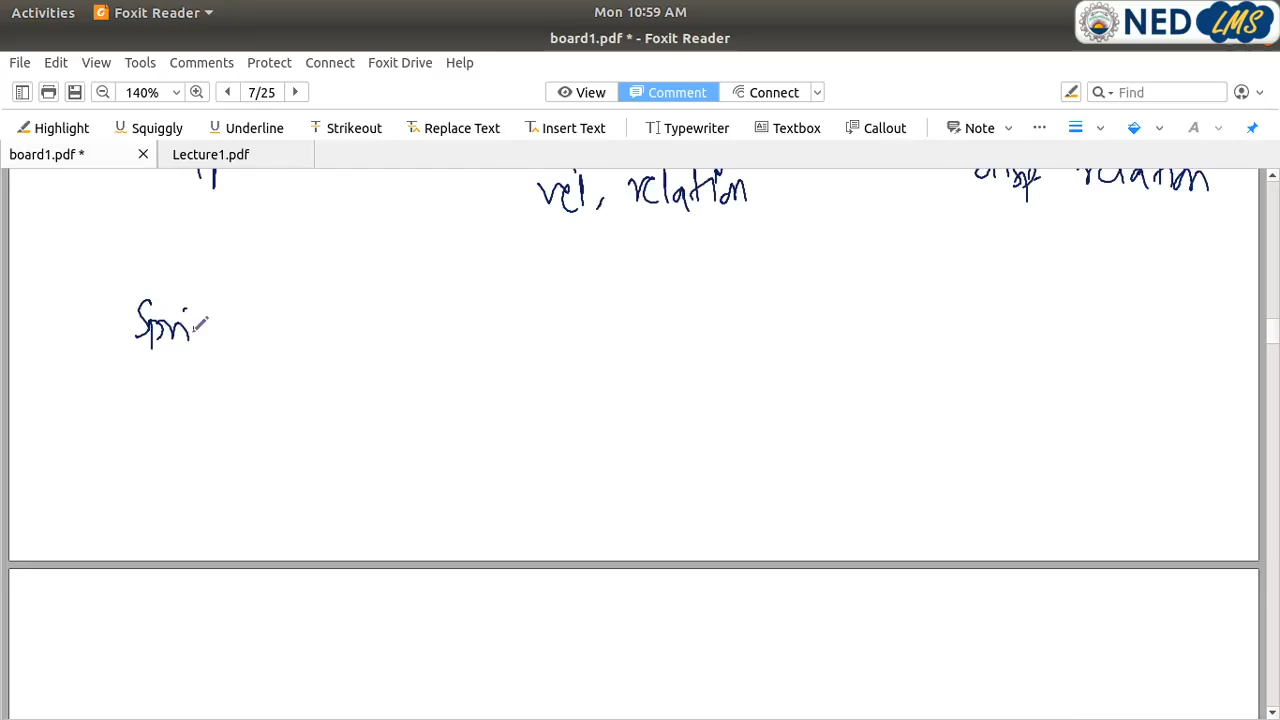 Activities Foxit Reader Mon 10:59 AM NED LMS
board1.pdf * - Foxit Reader
File Edit View Tools Comments Protect Connect Foxit Drive Help
140% 7/25 View Comment Connect Find
Highlight Squiggly Underline Strikeout Replace Text Insert Text Typewriter Textbox Callout Note
board1.pdf * Lecture1.pdf
vel, relation relation
Spri